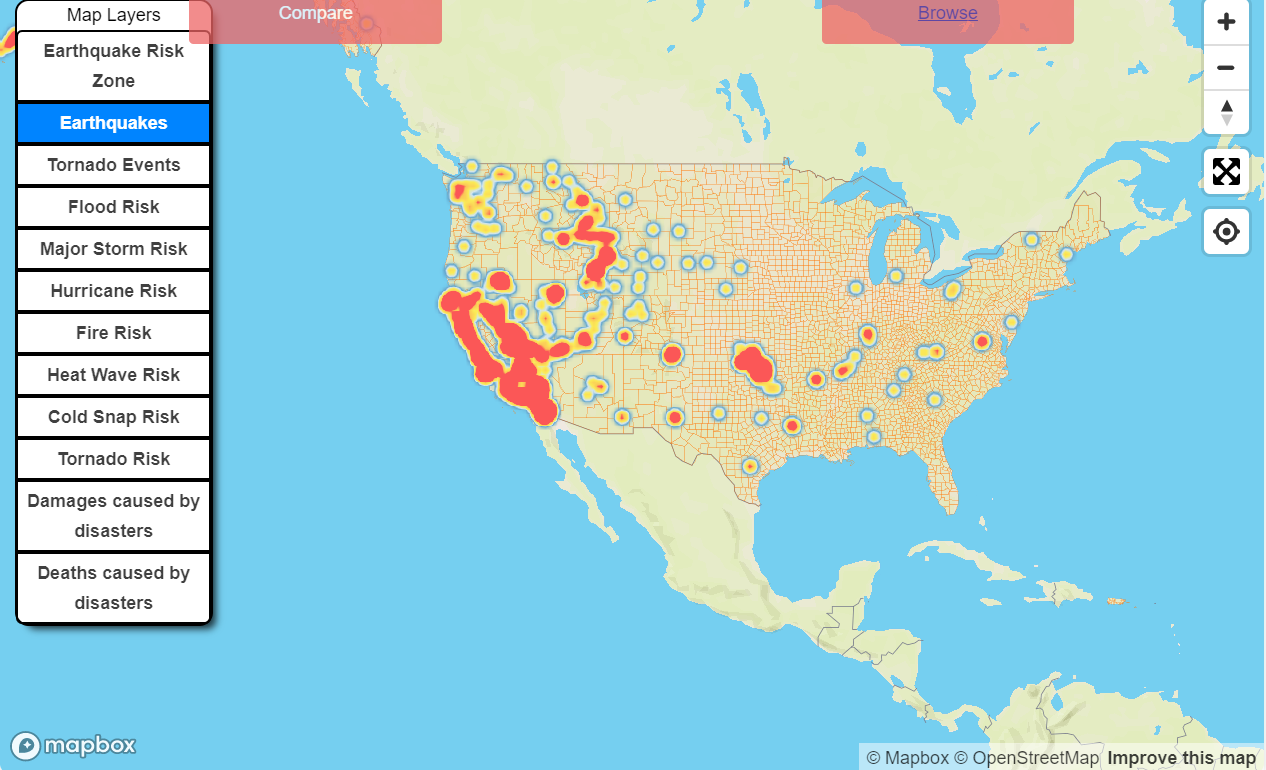 Map Layers
Compare
Browse
Earthquake Risk
Zone
Earthquakes
Tornado Events
Flood Risk
Major Storm Risk
Hurricane Risk
Fire Risk
Heat Wave Risk
Cold Snap Risk
Tornado Risk
Damages caused by
disasters
Deaths caused by
disasters
mapbox
© Mapbox © OpenStreetMap Improve this map